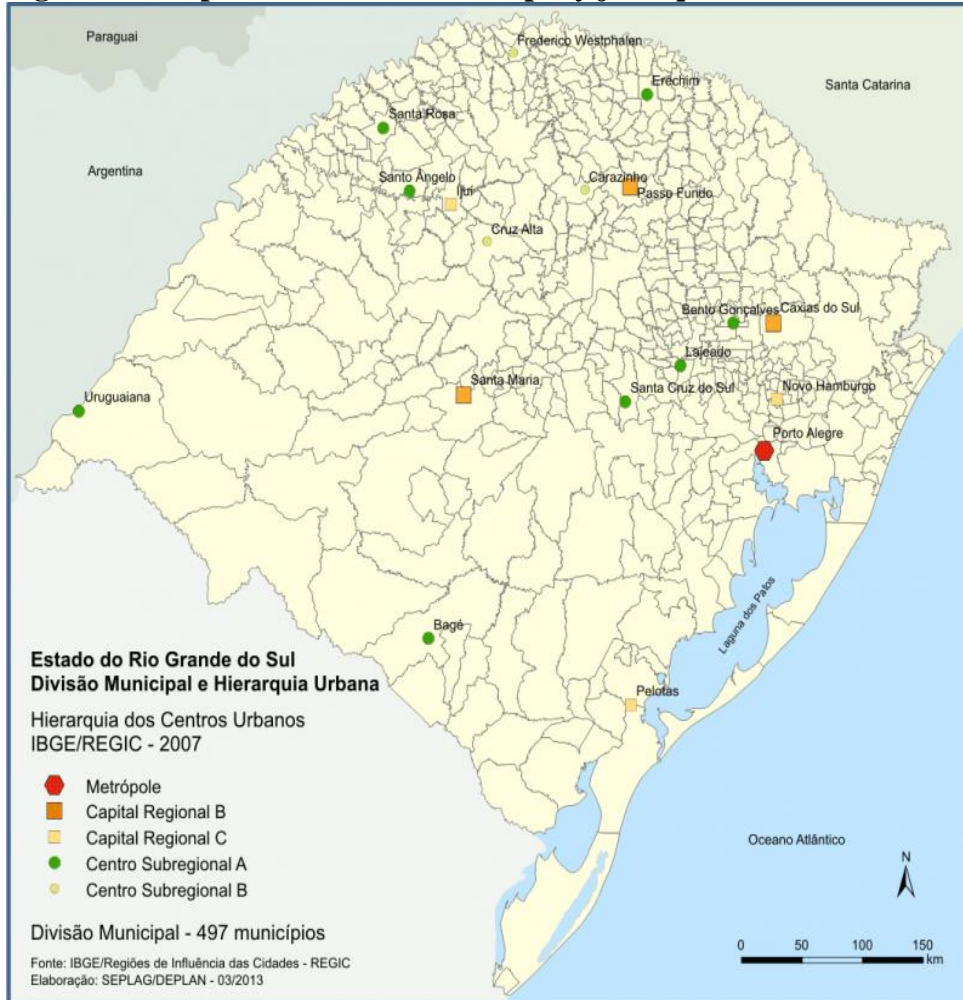 Paraguai
Frederico Westphalen
Erechim
Santa Catarina
Santa Rosa
Argentina
Santo Ângelo
Ijuí
Carazinho
Passo Fundo
Cruz Alta
Bento Gonçalves
Caxias do Sul
Lajeado
Santa Maria
Santa Cruz do Sul
Novo Hamburgo
Uruguaiana
Porto Alegre
Laguna dos Patos
Bagé
Pelotas
Estado do Rio Grande do Sul
Divisão Municipal e Hierarquia Urbana
Hierarquia dos Centros Urbanos
IBGE/REGIC - 2007
Metrópole
Capital Regional B
Capital Regional C
Centro Subregional A
Centro Subregional B
Oceano Atlântico
N
Divisão Municipal - 497 municípios
Fonte: IBGE/Regiões de Influência das Cidades - REGIC
Elaboração: SEPLAG/DEPLAN - 03/2013
0 50 100 150
km